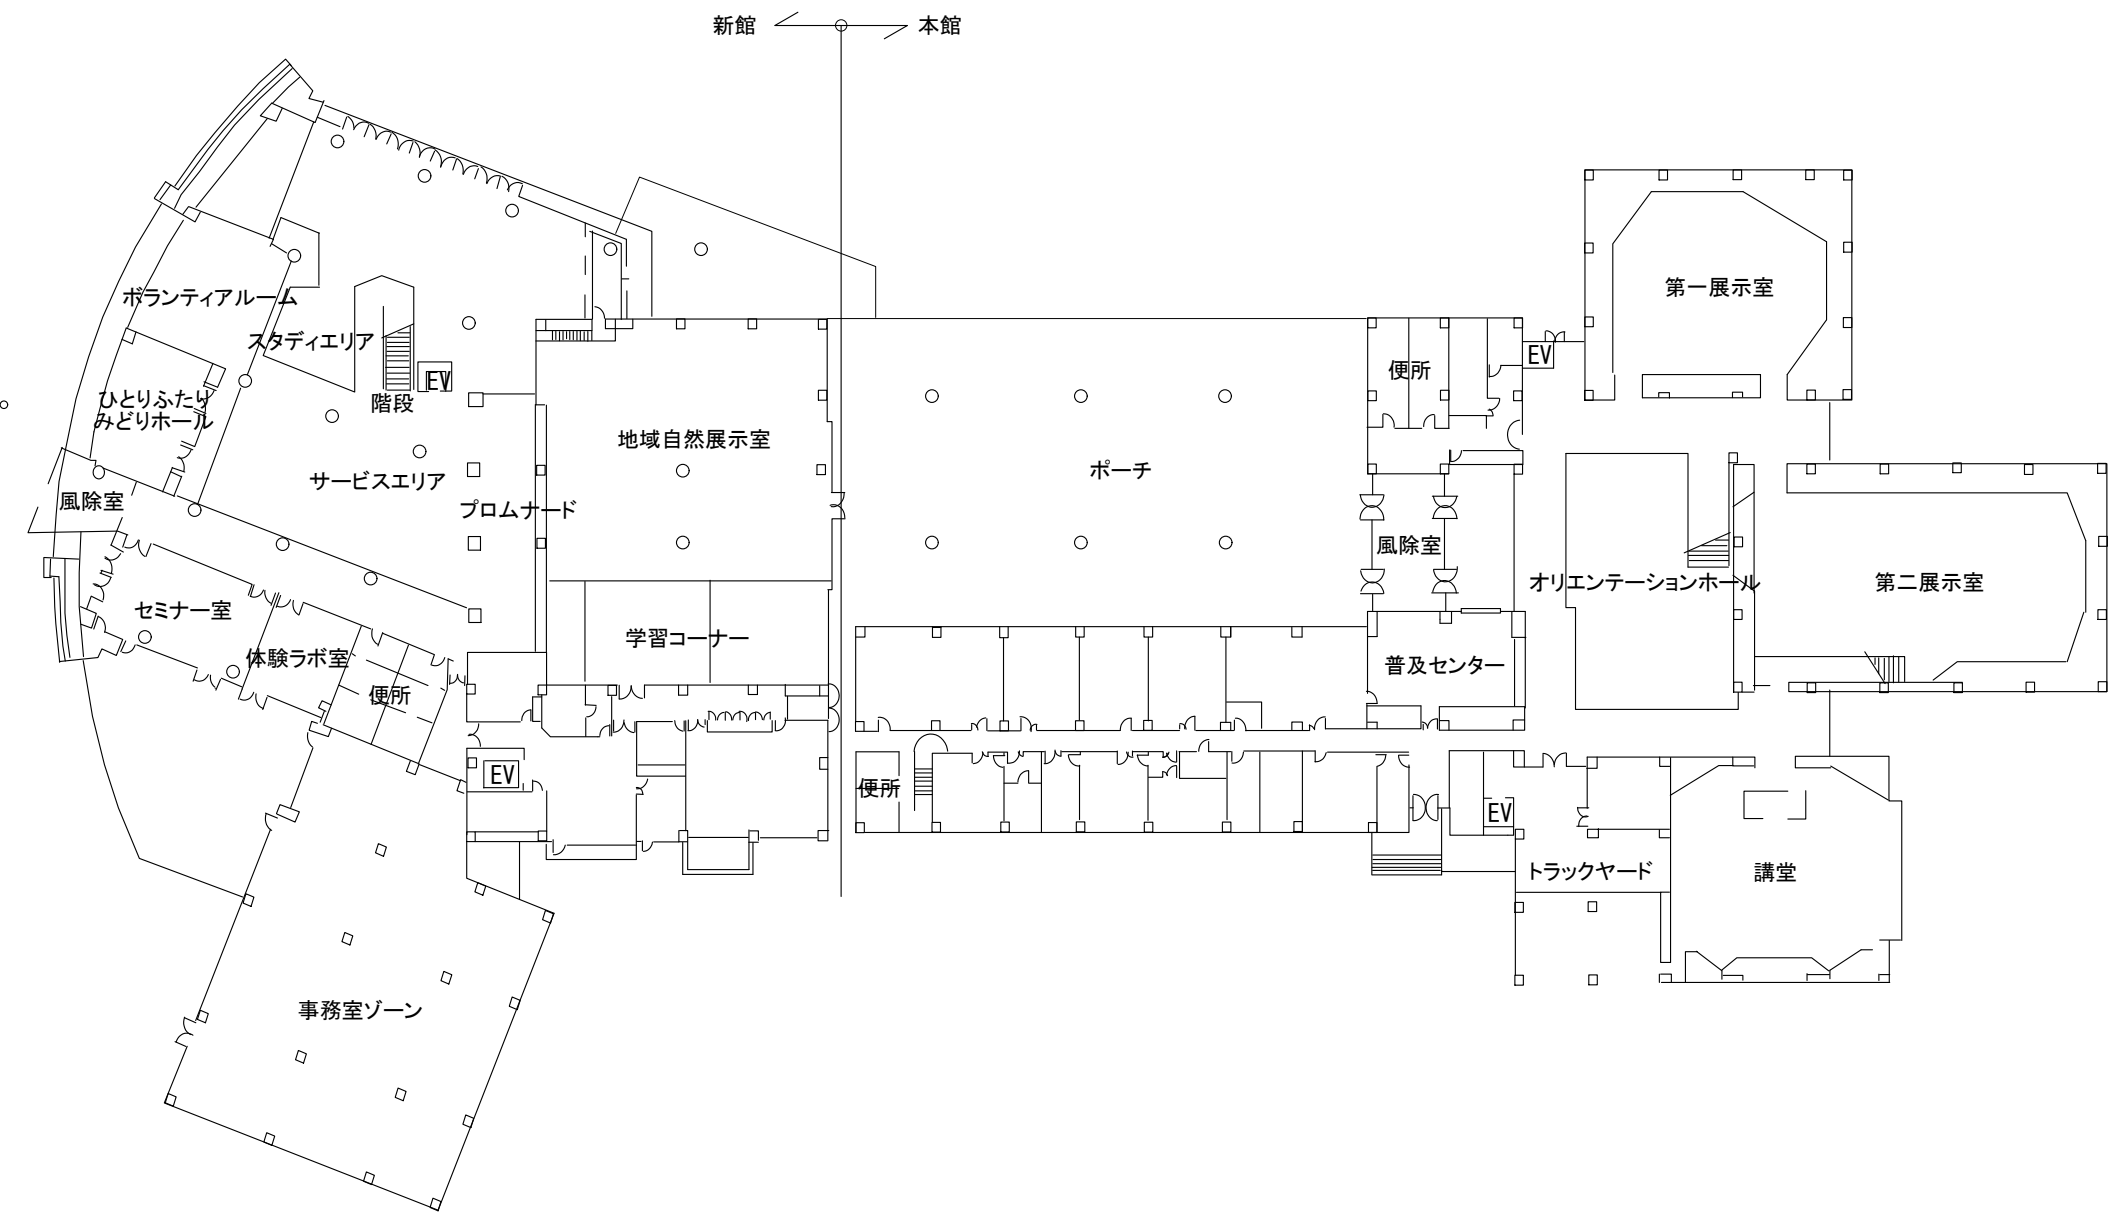 新館
本館
第一展示室
ボランティアルーム
スタディエリア
EV
階段
ひとりふたり
みどりホール
EV
便所
地域自然展示室
ポーチ
サービスエリア
風除室
プロムナード
風除室
オリエンテーションホール
第二展示室
セミナー室
学習コーナー
体験ラボ室
普及センター
便所
EV
便所
EV
トラックヤード
講堂
事務室ゾーン